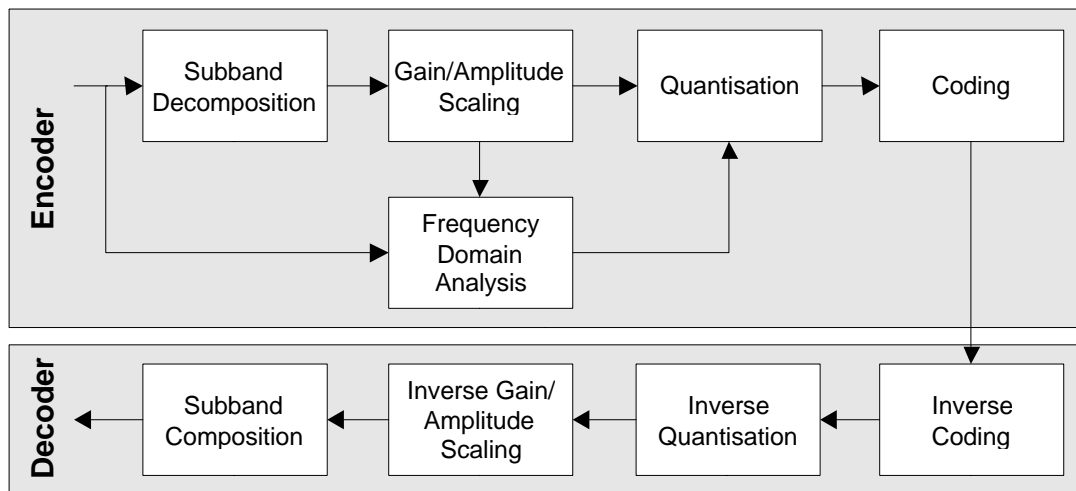 Encoder
Subband
Decomposition
Gain/Amplitude
Scaling
Quantisation
Coding
Frequency
Domain
Analysis
Decoder
Subband
Composition
Inverse Gain/
Amplitude
Scaling
Inverse
Quantisation
Inverse
Coding